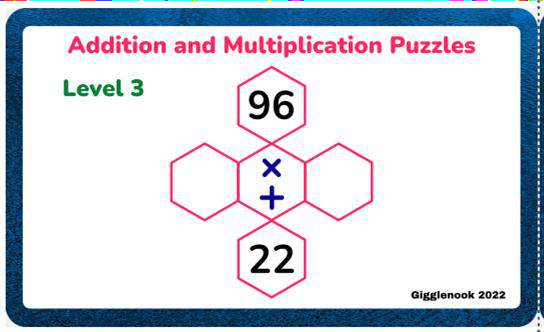 Addition and Multiplication Puzzles
Level 3
96
×
+
22
Gigglenook 2022